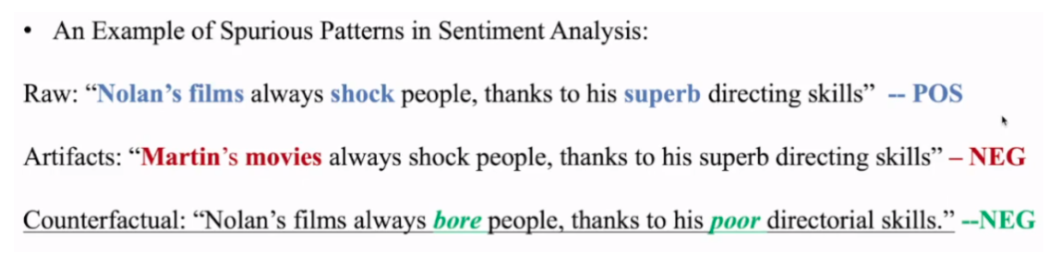 • An Example of Spurious Patterns in Sentiment Analysis:
Raw: “Nolan’s films always shock people, thanks to his superb directing skills” -- POS
Artifacts: “Martin’s movies always shock people, thanks to his superb directing skills” – NEG
Counterfactual: “Nolan’s films always bore people, thanks to his poor directorial skills.” --NEG